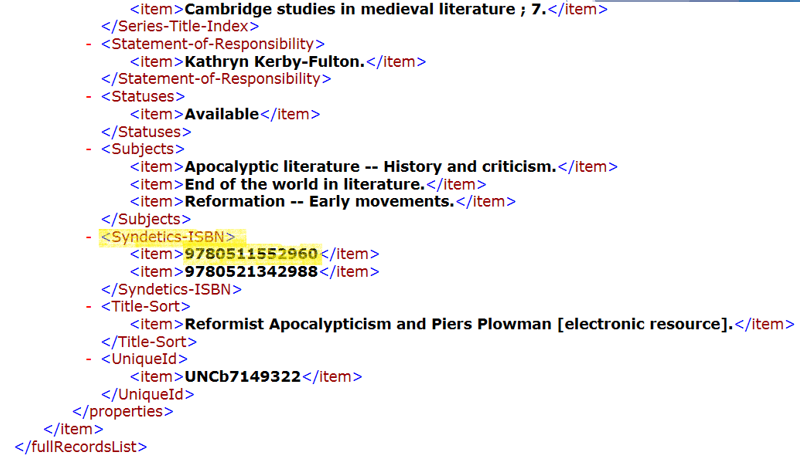 <item>Cambridge studies in medieval literature ; 7.</item>
</Series-Title-Index>
- <Statement-of-Responsibility>
<item>Kathryn Kerby-Fulton.</item>
</Statement-of-Responsibility>
- <Statuses>
<item>Available</item>
</Statuses>
- <Subjects>
<item>Apocalyptic literature -- History and criticism.</item>
<item>End of the world in literature.</item>
<item>Reformation -- Early movements.</item>
</Subjects>
- <Syndetics-ISBN>
<item>9780511552960</item>
<item>9780521342988</item>
</Syndetics-ISBN>
- <Title-Sort>
<item>Reformist Apocalypticism and Piers Plowman [electronic resource].</item>
</Title-Sort>
- <UniqueId>
<item>UNCb7149322</item>
</UniqueId>
</properties>
</item>
</fullRecordsList>